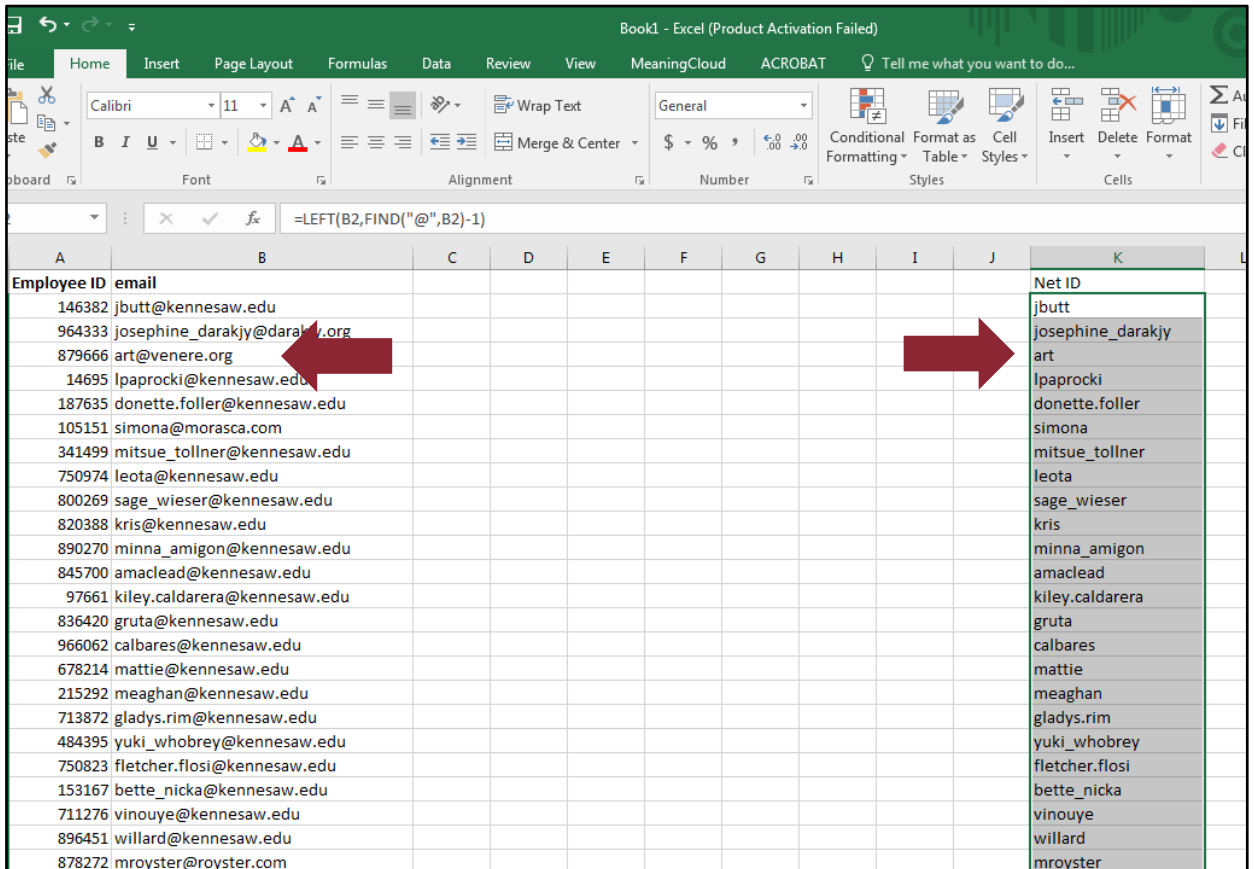 Book1 - Excel (Product Activation Failed)
Home Insert Page Layout Formulas Data Review View MeaningCloud ACROBAT Tell me what you want to do...
Calibri 11 A A Wrap Text General Conditional Formatting Format as Table Cell Styles Insert Delete Format
B I U A Merge & Center $ % ,
Font Alignment Number Styles Cells
fx =LEFT(B2,FIND("@",B2)-1)
A B C D E F G H I J K
Employee ID email Net ID
146382 jbutt@kennesaw.edu jbutt
964333 josephine_darakjy.org josephine_darakjy
879666 art@venere.org art
14695 lpaprocki@kennesaw.edu lpaprocki
187635 donette.foller@kennesaw.edu donette.foller
105151 simona@morasca.com simona
341499 mitsue_tollner@kennesaw.edu mitsue_tollner
750974 leota@kennesaw.edu leota
800269 sage_wieser@kennesaw.edu sage_wieser
820388 kris@kennesaw.edu kris
890270 minna_amigon@kennesaw.edu minna_amigon
845700 amaclead@kennesaw.edu amaclead
97661 kiley.caldarera@kennesaw.edu kiley.caldarera
836420 gruta@kennesaw.edu gruta
966062 calbares@kennesaw.edu calbares
678214 mattie@kennesaw.edu mattie
215292 meaghan@kennesaw.edu meaghan
713872 gladys.rim@kennesaw.edu gladys.rim
484395 yuki_whobrey@kennesaw.edu yuki_whobrey
750823 fletcher.flosi@kennesaw.edu fletcher.flosi
153167 bette_nicka@kennesaw.edu bette_nicka
711276 vinouye@kennesaw.edu vinouye
896451 willard@kennesaw.edu willard
878272 mroyster@royster.com mroyster